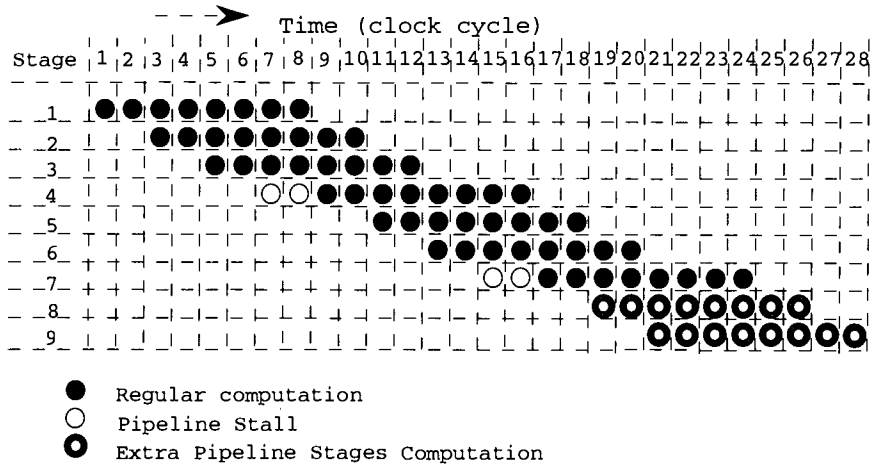 Time (clock cycle)
Stage 1 2 3 4 5 6 7 8 9 10 11 12 13 14 15 16 17 18 19 20 21 22 23 24 25 26 27 28
1
2
3
4
5
6
7
8
9
Regular computation
Pipeline Stall
Extra Pipeline Stages Computation